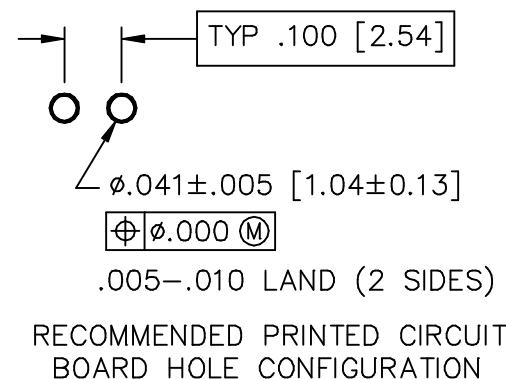 TYP .100 [2.54]
ø.041±.005 [1.04±0.13]
⌖ ø.000 Ⓜ
.005–.010 LAND (2 SIDES)
RECOMMENDED PRINTED CIRCUIT
BOARD HOLE CONFIGURATION